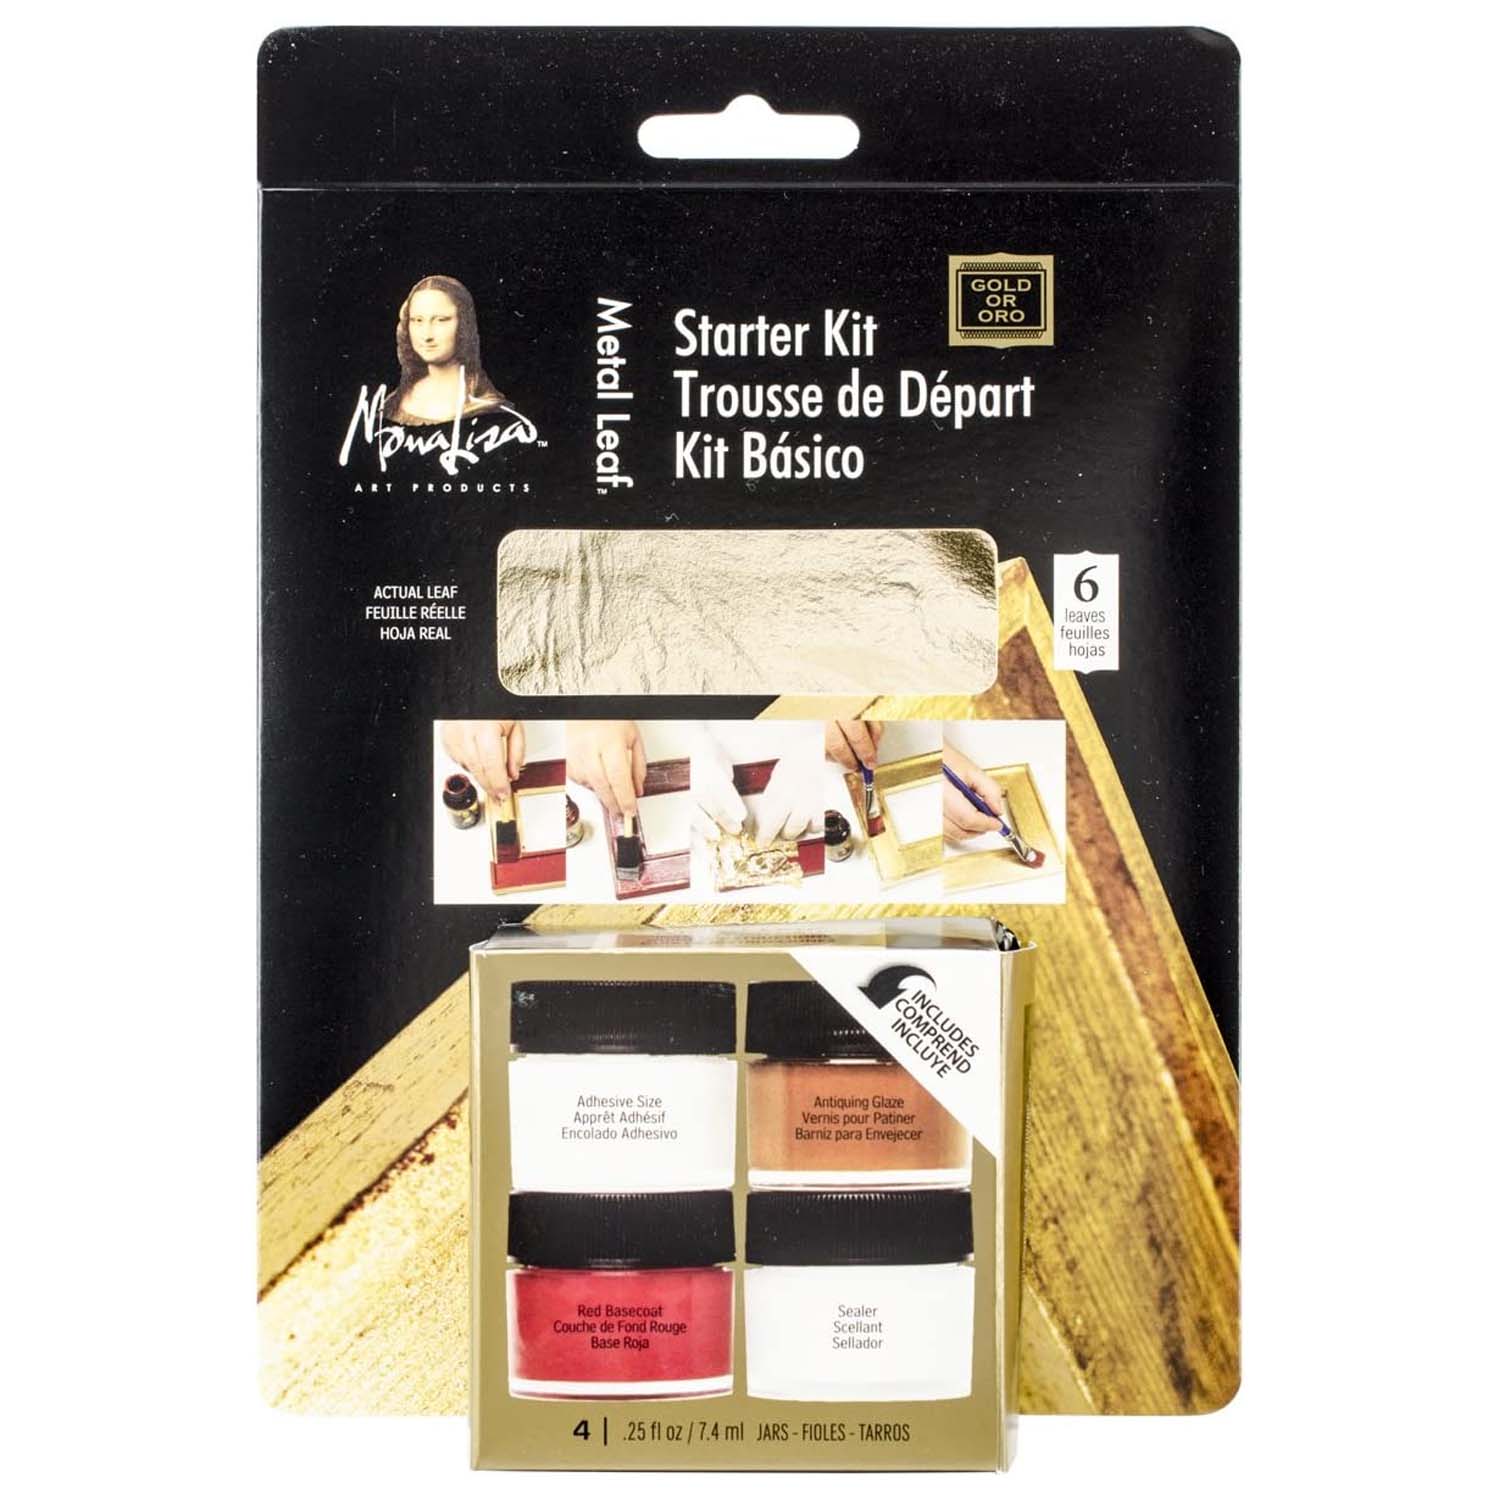 GOLD
OR
ORO
MonaLisa™
ART PRODUCTS
Metal Leaf™
Starter Kit
Trousse de Départ
Kit Básico
ACTUAL LEAF
FEUILLE RÉELLE
HOJA REAL
6
leaves
feuilles
hojas
INCLUDES
COMPREND
INCLUYE
Adhesive Size
Apprêt Adhésif
Encolado Adhesivo
Antiquing Glaze
Vernis pour Patiner
Barniz para Envejecer
Red Basecoat
Couche de Fond Rouge
Base Roja
Sealer
Scellant
Sellador
4 | .25 fl oz / 7.4 ml JARS - FIOLES - TARROS